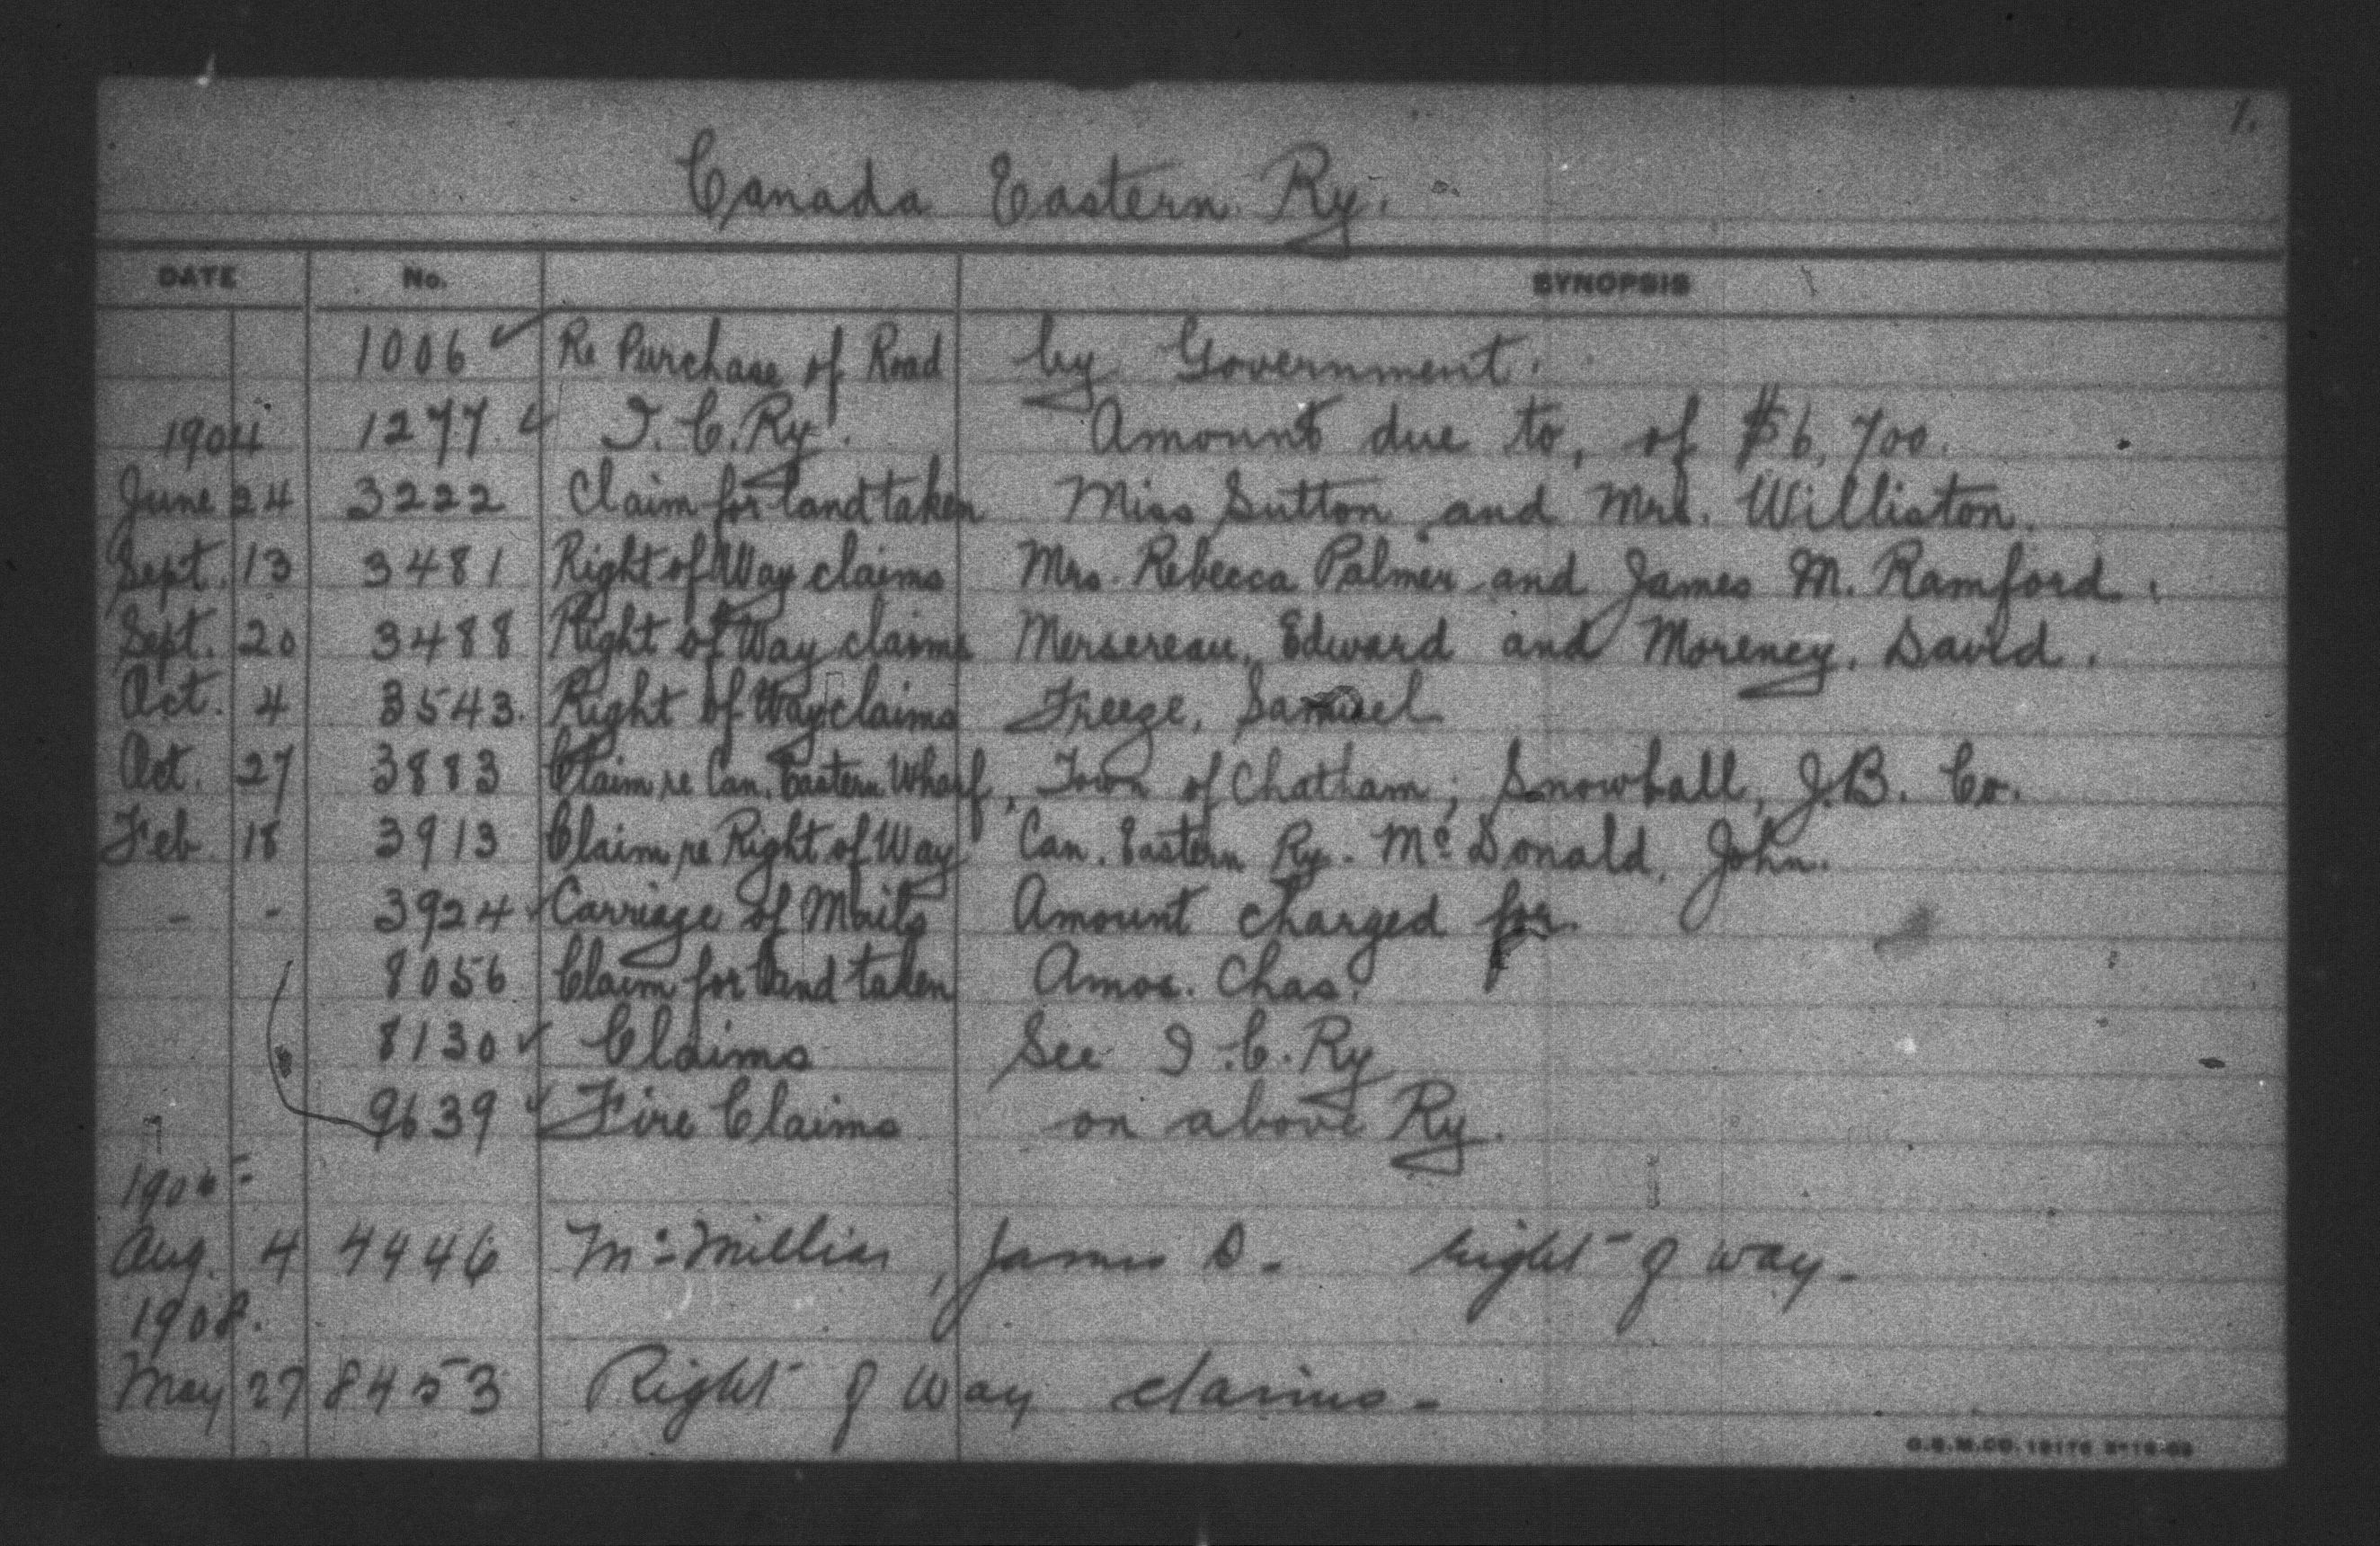 1.
Canada Eastern Ry.
DATE No. SYNOPSIS
1006 ✓ Re Purchase of Road by Government.
1904 1277 ✓ I. C. Ry. Amount due to, of $6,700.
June 24 3222 Claim for land taken Miss Sutton and Mrs. Williston.
Sept. 13 3481 Right of Way claims Mrs. Rebecca Palmer and James M. Ramford.
Sept. 20 3488 Right of Way claims Mersereau, Edward and Moreney, David.
Oct. 4 3543. Right of Way claims Freeze, Samuel
Oct. 27 3883 Claim re Can. Eastern Wharf, Town of Chatham; Snowball, J.B. Co.
Feb 18 3913 Claim re Right of Way Can. Eastern Ry. McDonald, John.
- - 3924 ✓ Carriage of Mails Amount charged for.
8056 Claim for land taken Amos. Chas.
8130 ✓ Claims See I. C. Ry
9639 ✓ Fire Claims on above Ry.
Aug. 4 4446 McMillian, James D. - right of way -
1908.
May 27 8453 Right of Way claims -